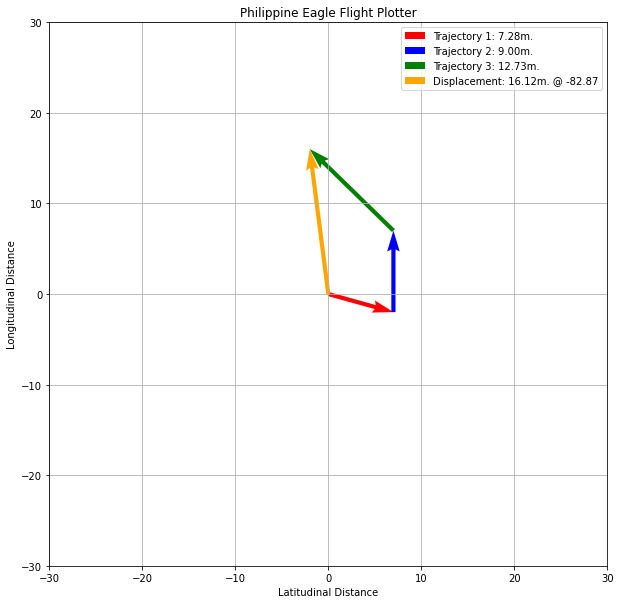 Philippine Eagle Flight Plotter
Trajectory 1: 7.28m.
Trajectory 2: 9.00m.
Trajectory 3: 12.73m.
Displacement: 16.12m. @ -82.87
30
20
10
0
−10
−20
−30
Longitudinal Distance
−30 −20 −10 0 10 20 30
Latitudinal Distance